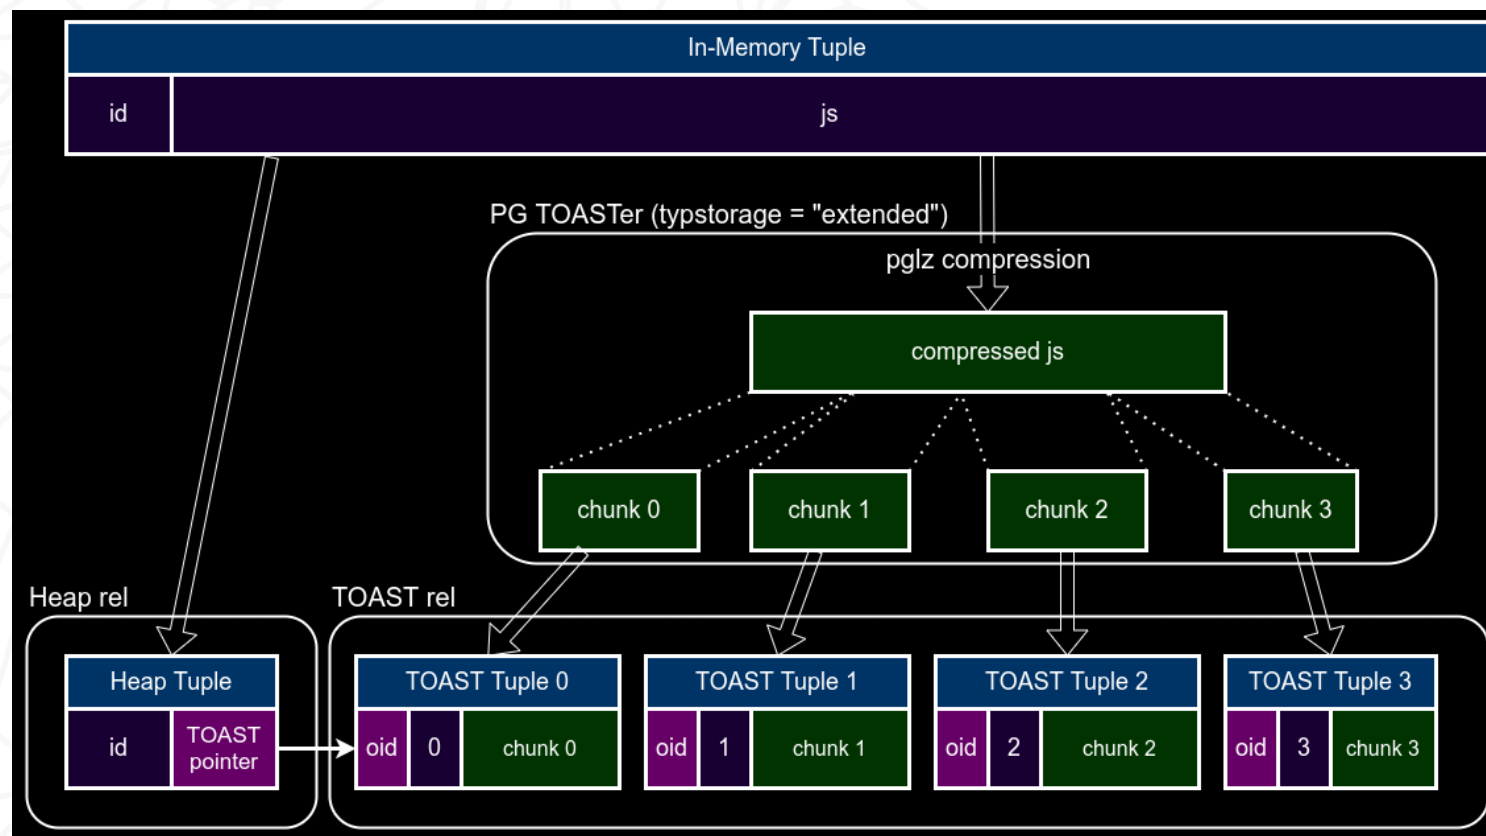 In-Memory Tuple
id
js
PG TOASTer (typstorage = "extended")
pglz compression
compressed js
chunk 0
chunk 1
chunk 2
chunk 3
Heap rel
TOAST rel
Heap Tuple
id
TOAST
pointer
TOAST Tuple 0
oid
0
chunk 0
TOAST Tuple 1
oid
1
chunk 1
TOAST Tuple 2
oid
2
chunk 2
TOAST Tuple 3
oid
3
chunk 3